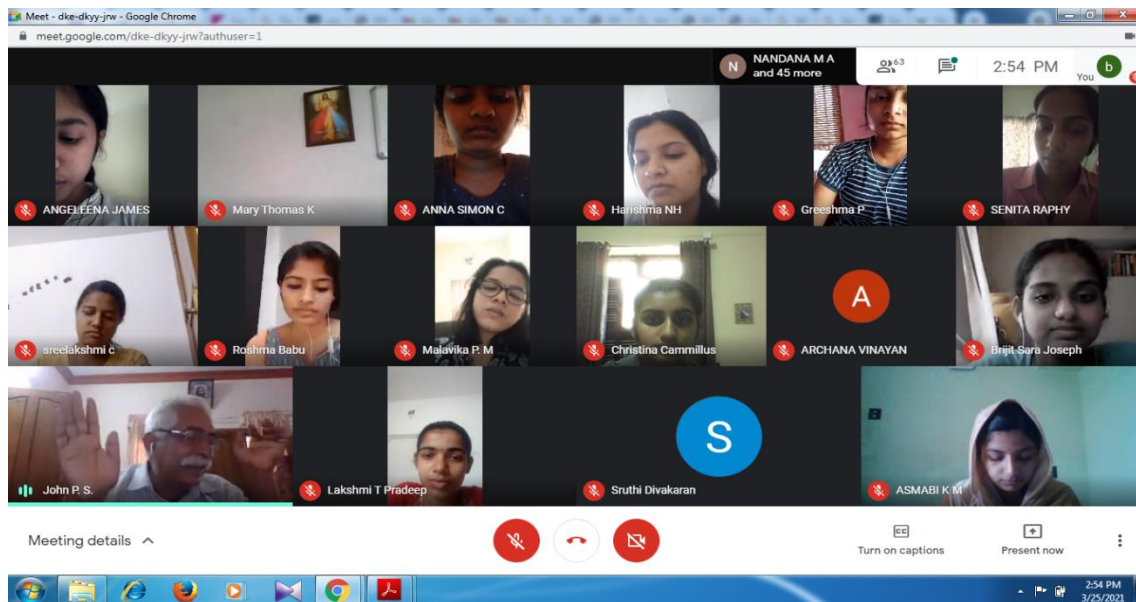 Meet - dke-dkyy-jrw - Google Chrome
meet.google.com/dke-dkyy-jrw?authuser=1
N
NANDANA M A
and 45 more
63
2:54 PM
You
b
ANGELEENA JAMES
Mary Thomas K
ANNA SIMON C
Harishma NH
Greeshma P
SENITA RAPHY
sreelakshmi c
Roshma Babu
Malavika P. M
Christina Cammillus
A
ARCHANA VINAYAN
Brijit Sara Joseph
John P. S.
Lakshmi T Pradeep
S
Sruthi Divakaran
ASMABI K M
Meeting details
CC
Turn on captions
Present now
2:54 PM
3/25/2021